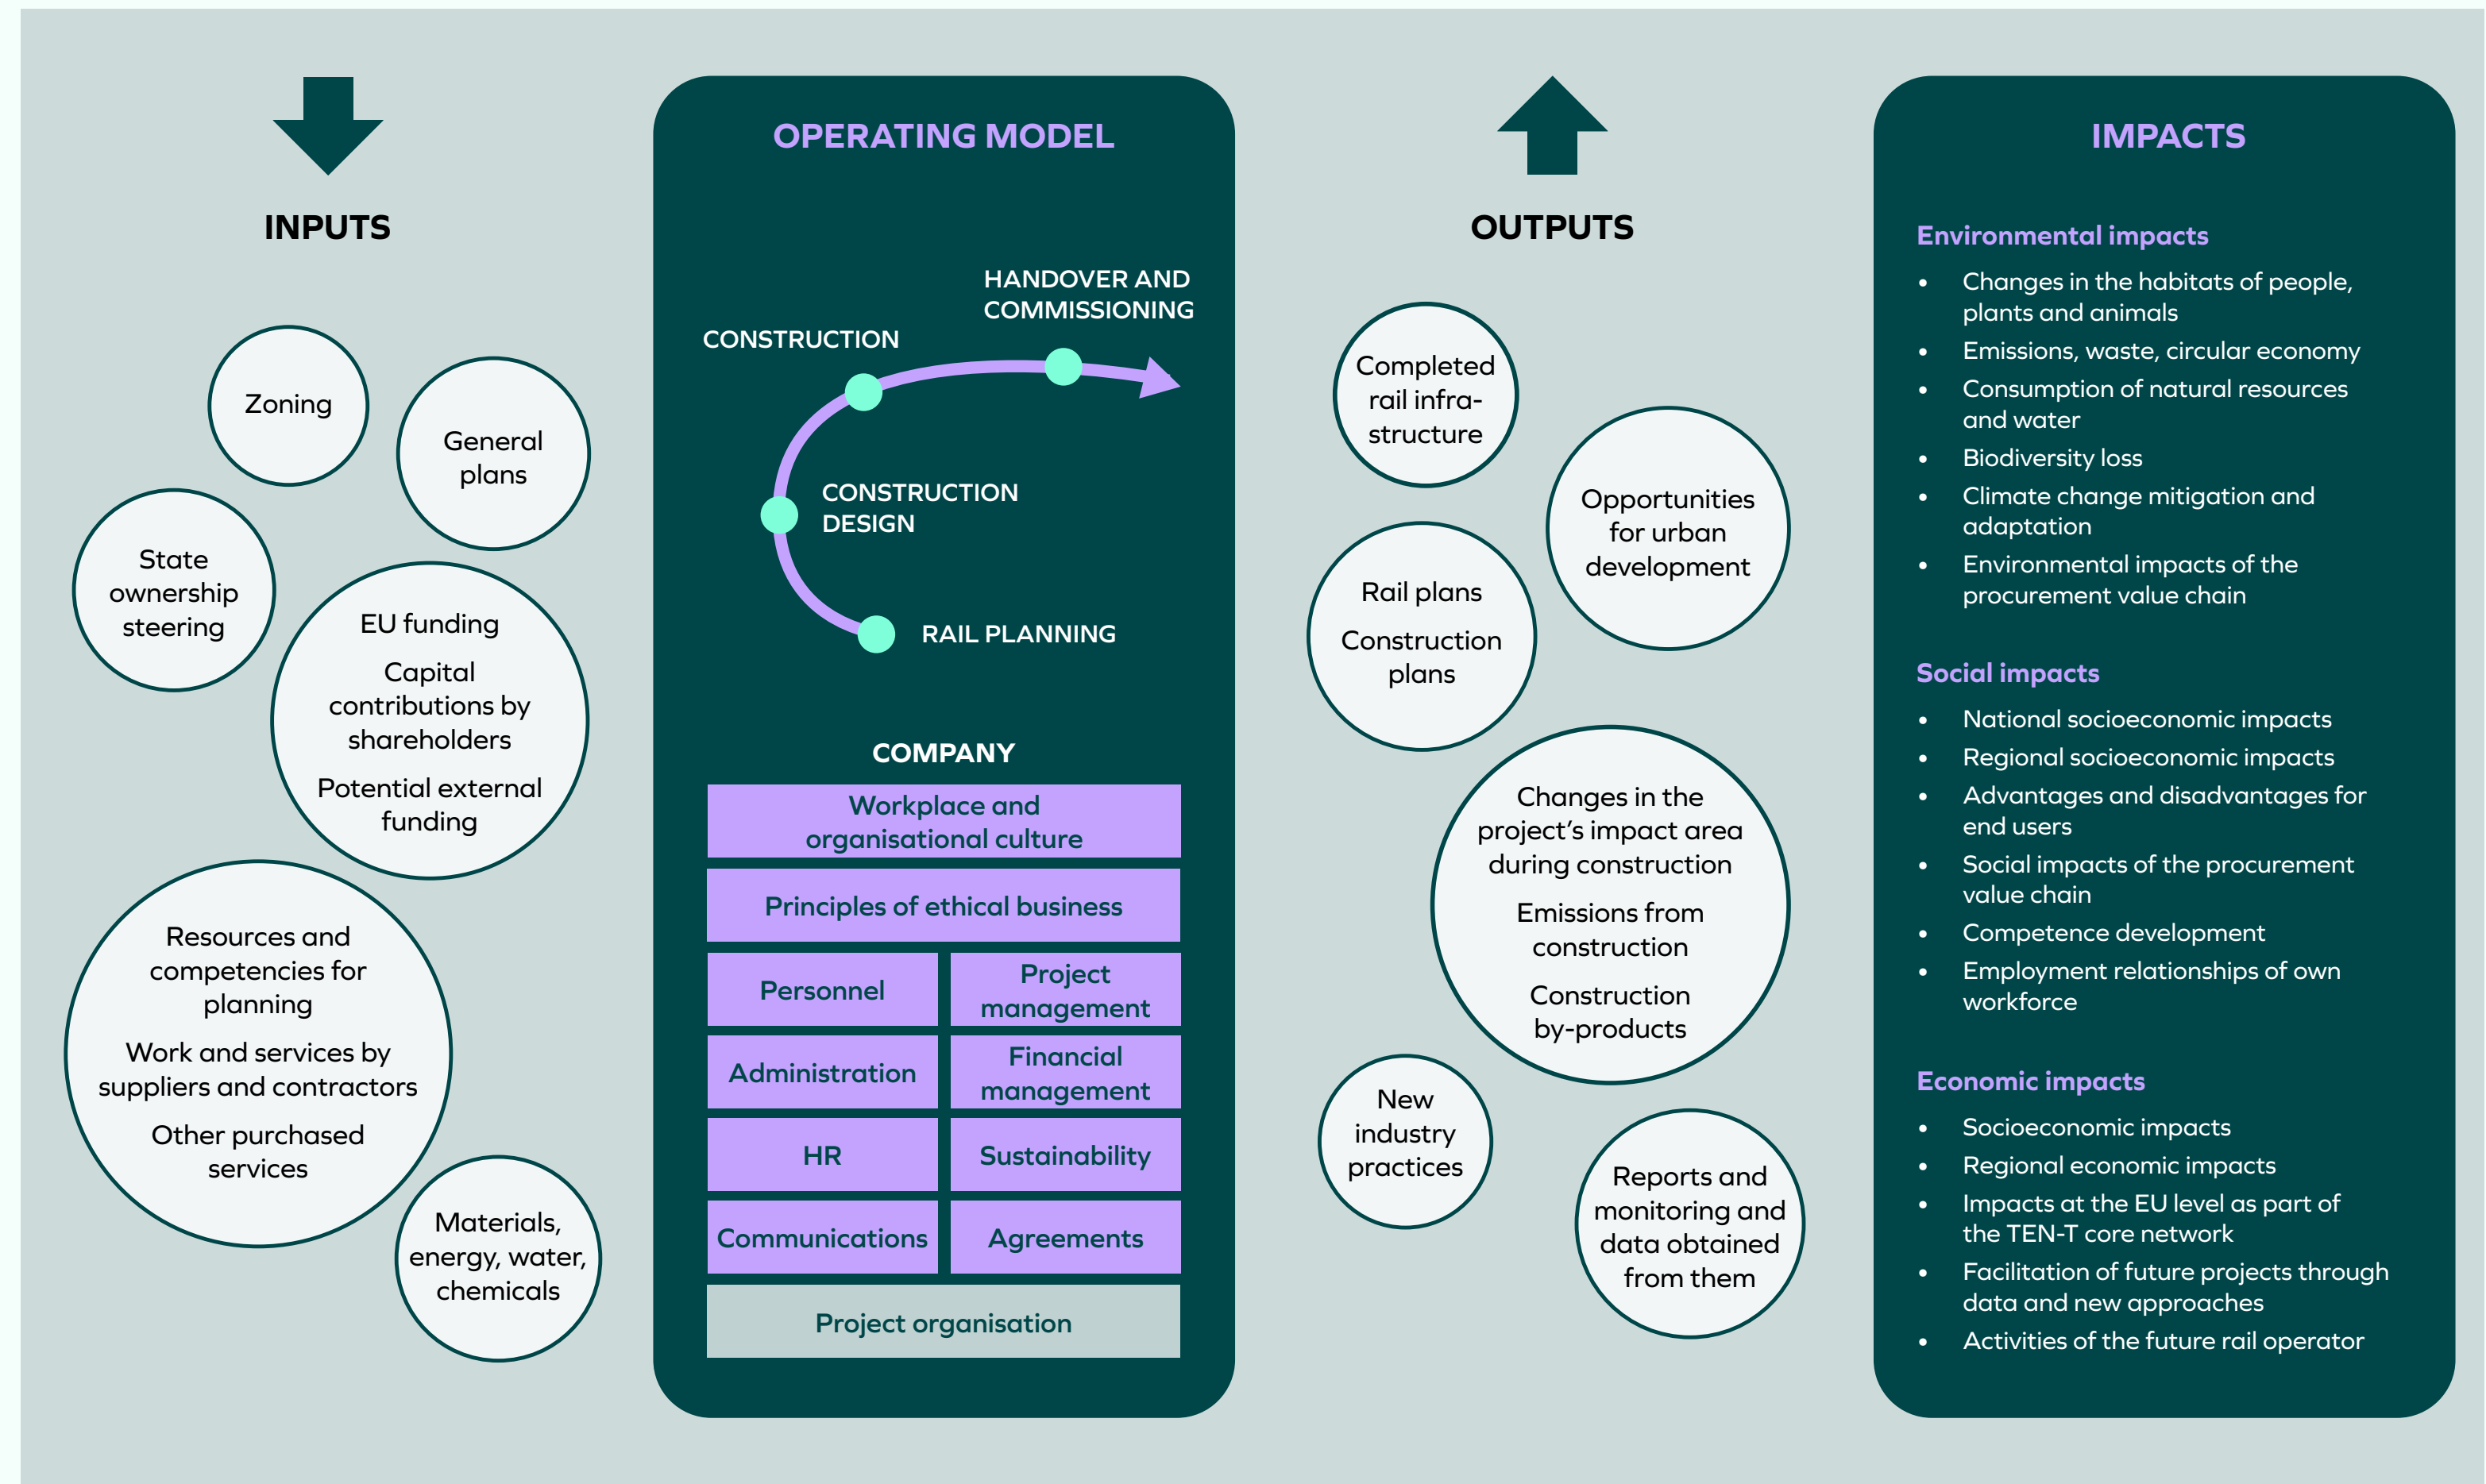 INPUTS
Zoning
General
plans
State
ownership
steering
EU funding
Capital
contributions by
shareholders
Potential external
funding
Resources and
competencies for
planning
Work and services by
suppliers and contractors
Other purchased
services
Materials,
energy, water,
chemicals
OPERATING MODEL
HANDOVER AND
COMMISSIONING
CONSTRUCTION
CONSTRUCTION
DESIGN
RAIL PLANNING
COMPANY
Workplace and
organisational culture
Principles of ethical business
Personnel
Project
management
Administration
Financial
management
HR
Sustainability
Communications
Agreements
Project organisation
OUTPUTS
Completed
rail infra-
structure
Opportunities
for urban
development
Rail plans
Construction
plans
Changes in the
project’s impact area
during construction
Emissions from
construction
Construction
by-products
New
industry
practices
Reports and
monitoring and
data obtained
from them
IMPACTS
Environmental impacts
• Changes in the habitats of people,
plants and animals
• Emissions, waste, circular economy
• Consumption of natural resources
and water
• Biodiversity loss
• Climate change mitigation and
adaptation
• Environmental impacts of the
procurement value chain
Social impacts
• National socioeconomic impacts
• Regional socioeconomic impacts
• Advantages and disadvantages for
end users
• Social impacts of the procurement
value chain
• Competence development
• Employment relationships of own
workforce
Economic impacts
• Socioeconomic impacts
• Regional economic impacts
• Impacts at the EU level as part of
the TEN-T core network
• Facilitation of future projects through
data and new approaches
• Activities of the future rail operator